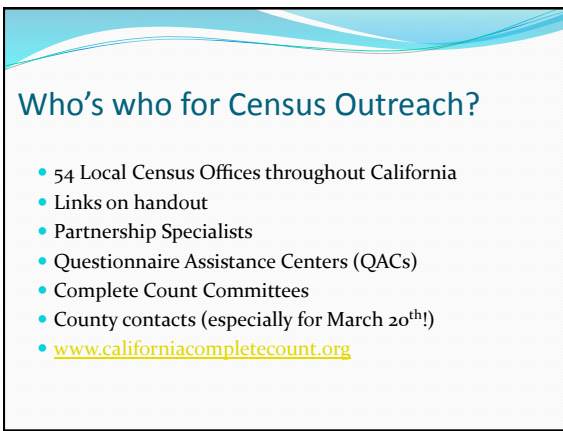 Who's who for Census Outreach?
• 54 Local Census Offices throughout California
• Links on handout
• Partnership Specialists
• Questionnaire Assistance Centers (QACs)
• Complete Count Committees
• County contacts (especially for March 20th!)
• www.californiacompletecount.org